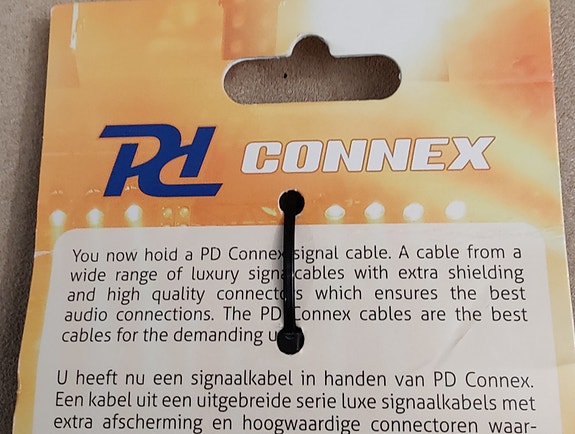 PD CONNEX
You now hold a PD Connex signal cable. A cable from a
wide range of luxury signal cables with extra shielding
and high quality connectors which ensures the best
audio connections. The PD Connex cables are the best
cables for the demanding u
U heeft nu een signaalkabel in handen van PD Connex.
Een kabel uit een uitgebreide serie luxe signaalkabels met
extra afscherming en hoogwaardige connectoren waar-